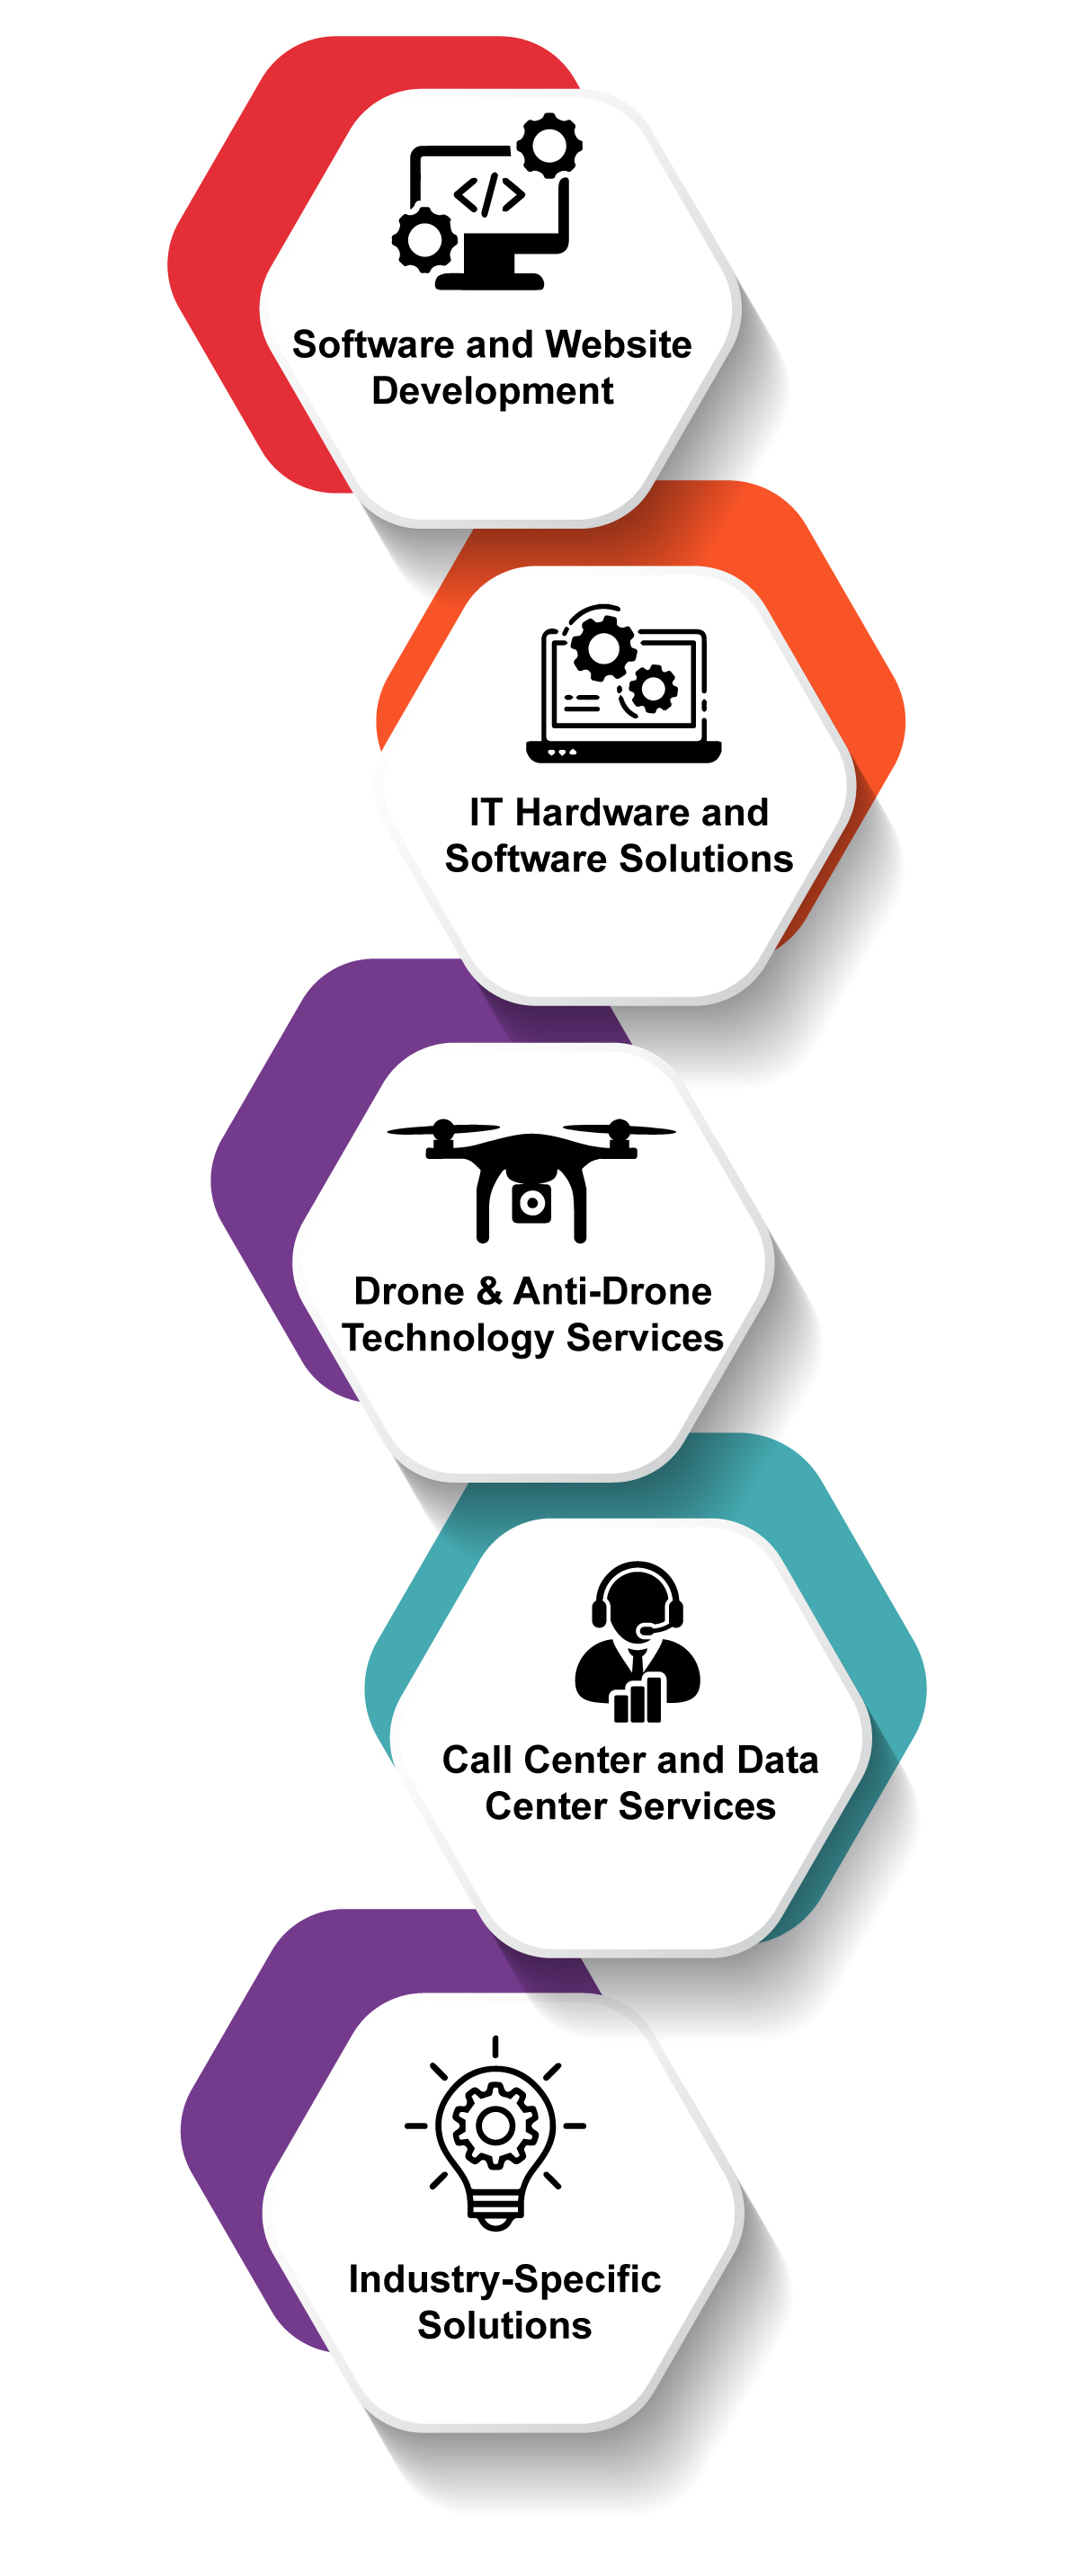 Software and Website
Development
IT Hardware and
Software Solutions
Drone & Anti-Drone
Technology Services
Call Center and Data
Center Services
Industry-Specific
Solutions